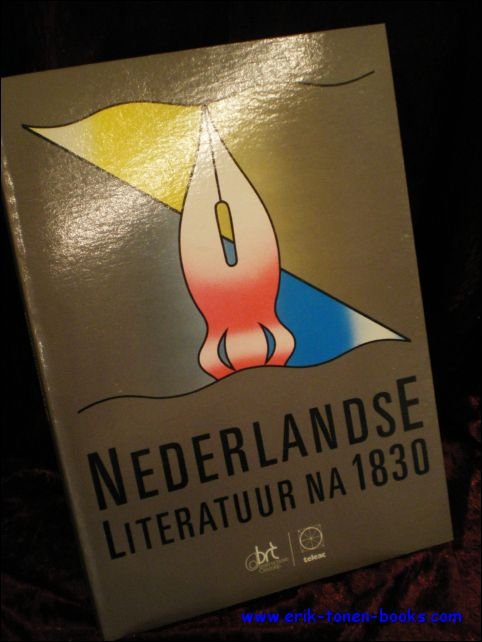 NEDERLANDSE
LITERATUUR NA 1830
brt
teleac
www.erik-tonen-books.com